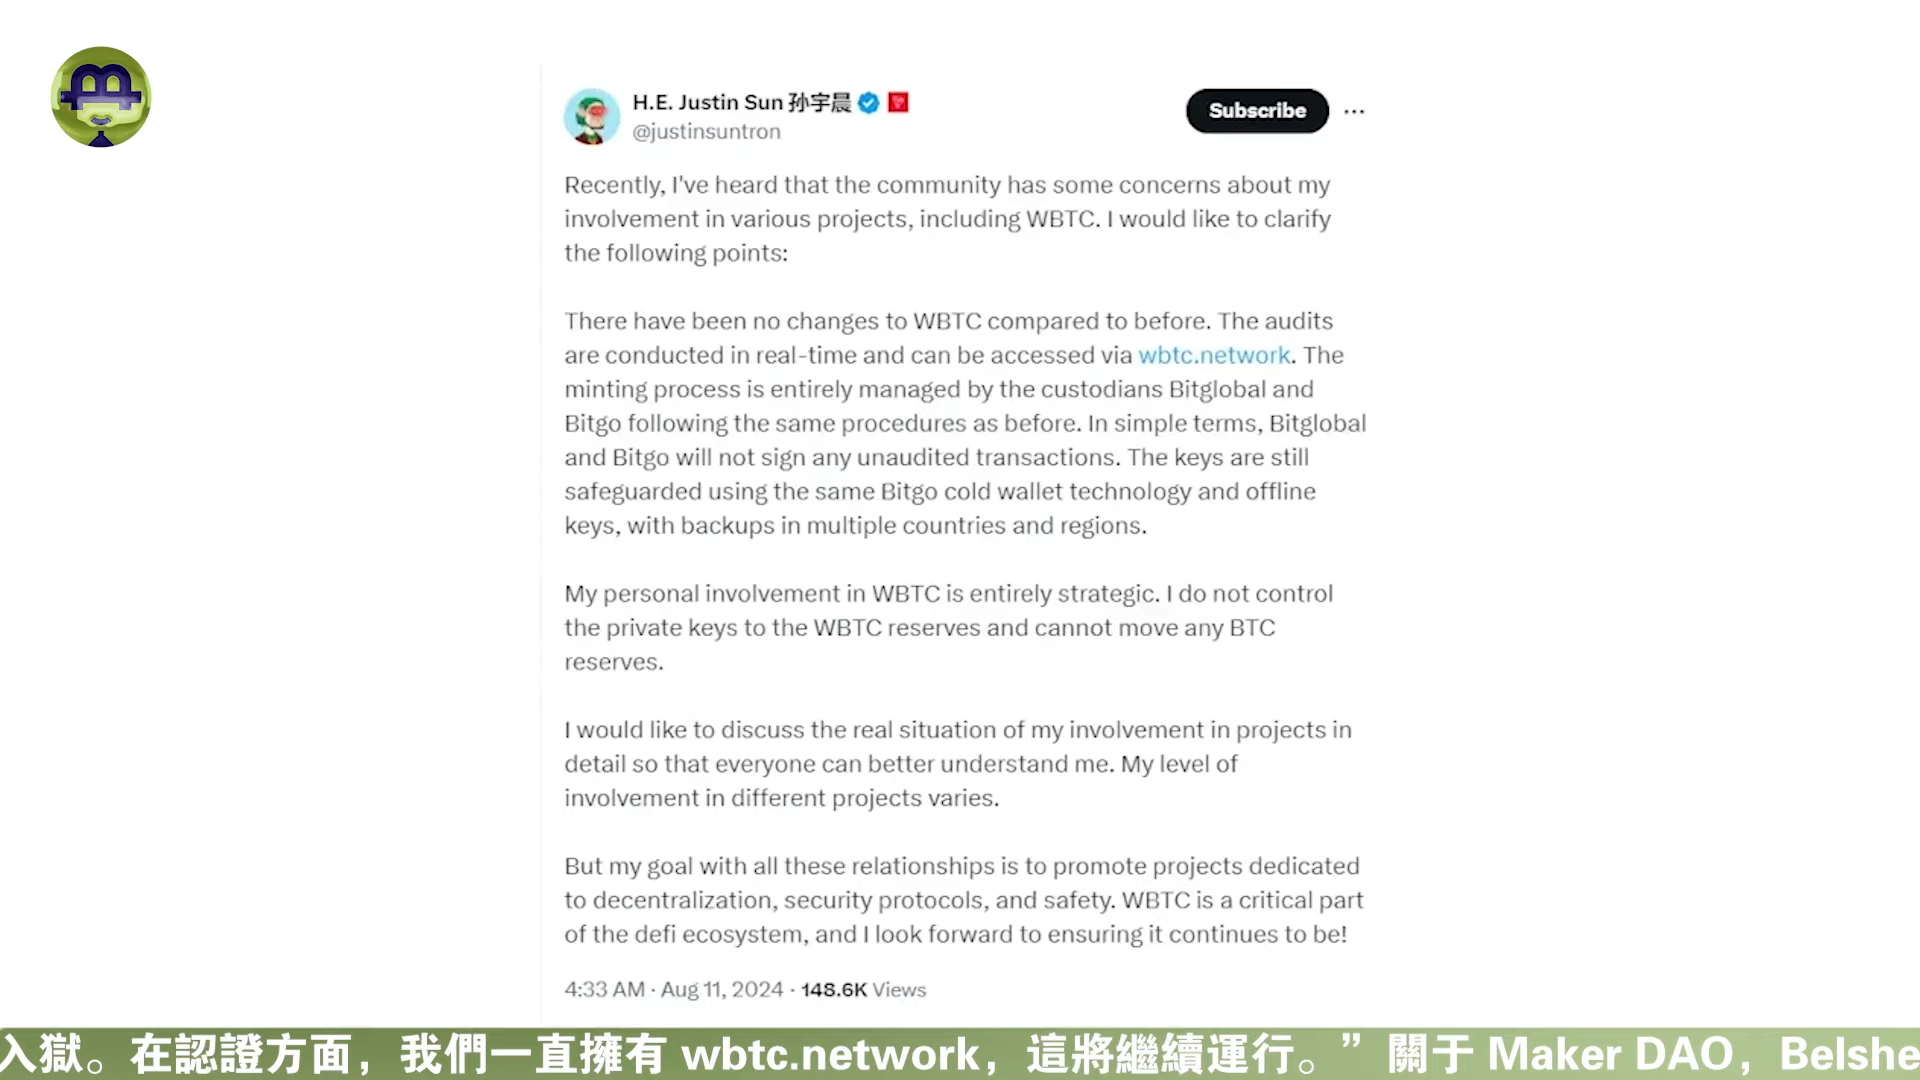 H.E. Justin Sun 孙宇晨
@justinsuntron
Subscribe
Recently, I've heard that the community has some concerns about my
involvement in various projects, including WBTC. I would like to clarify
the following points:
There have been no changes to WBTC compared to before. The audits
are conducted in real-time and can be accessed via wbtc.network. The
minting process is entirely managed by the custodians Bitglobal and
Bitgo following the same procedures as before. In simple terms, Bitglobal
and Bitgo will not sign any unaudited transactions. The keys are still
safeguarded using the same Bitgo cold wallet technology and offline
keys, with backups in multiple countries and regions.
My personal involvement in WBTC is entirely strategic. I do not control
the private keys to the WBTC reserves and cannot move any BTC
reserves.
I would like to discuss the real situation of my involvement in projects in
detail so that everyone can better understand me. My level of
involvement in different projects varies.
But my goal with all these relationships is to promote projects dedicated
to decentralization, security protocols, and safety. WBTC is a critical part
of the defi ecosystem, and I look forward to ensuring it continues to be!
4:33 AM · Aug 11, 2024 · 148.6K Views
入獄。在認證方面，我們一直擁有 wbtc.network，這將繼續運行。” 關于 Maker DAO，Belshe